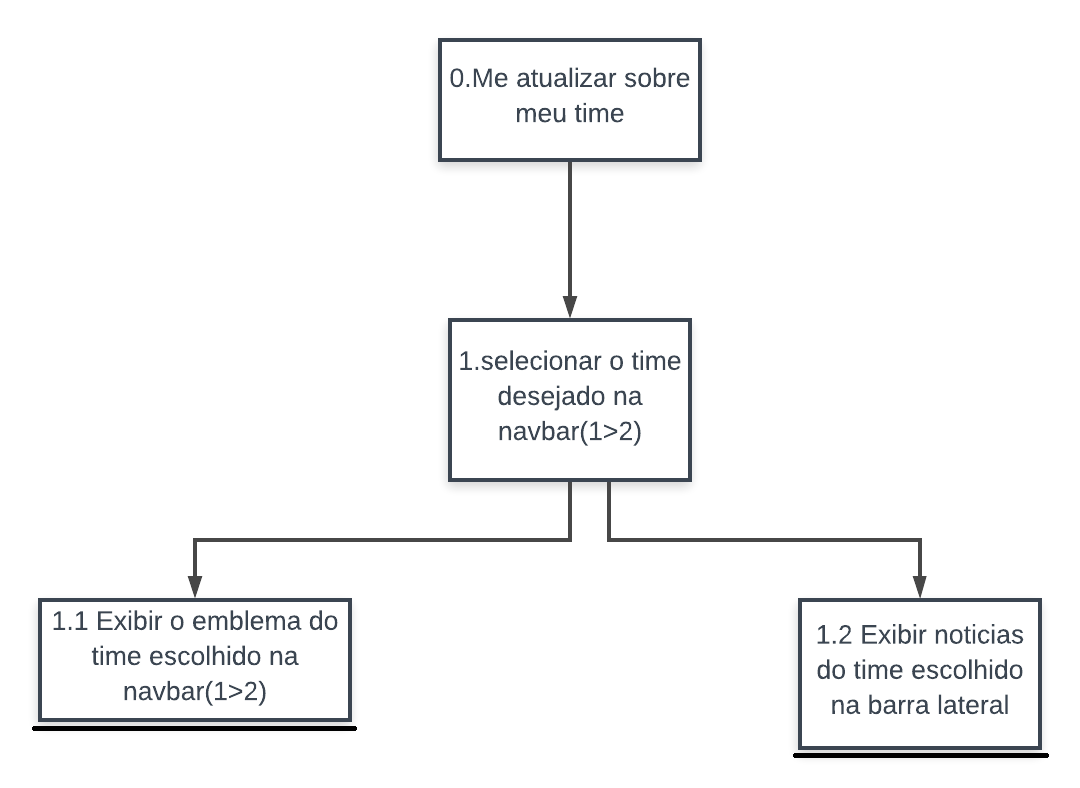 0.Me atualizar sobre
meu time
1.selecionar o time
desejado na
navbar(1>2)
1.1 Exibir o emblema do
time escolhido na
navbar(1>2)
1.2 Exibir noticias
do time escolhido
na barra lateral